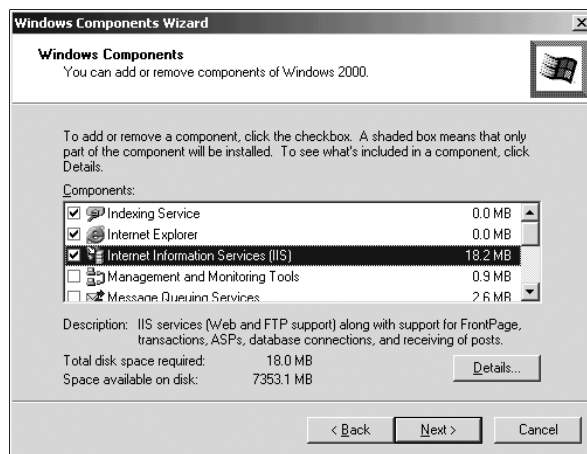 Windows Components Wizard
Windows Components
You can add or remove components of Windows 2000.
To add or remove a component, click the checkbox. A shaded box means that only
part of the component will be installed. To see what's included in a component, click
Details.
Components:
Indexing Service 0.0 MB
Internet Explorer 0.0 MB
Internet Information Services (IIS) 18.2 MB
Management and Monitoring Tools 0.9 MB
Message Queuing Services 2.6 MB
Description: IIS services (Web and FTP support) along with support for FrontPage,
transactions, ASPs, database connections, and receiving of posts.
Total disk space required: 18.0 MB
Space available on disk: 7353.1 MB
Details...
< Back Next > Cancel